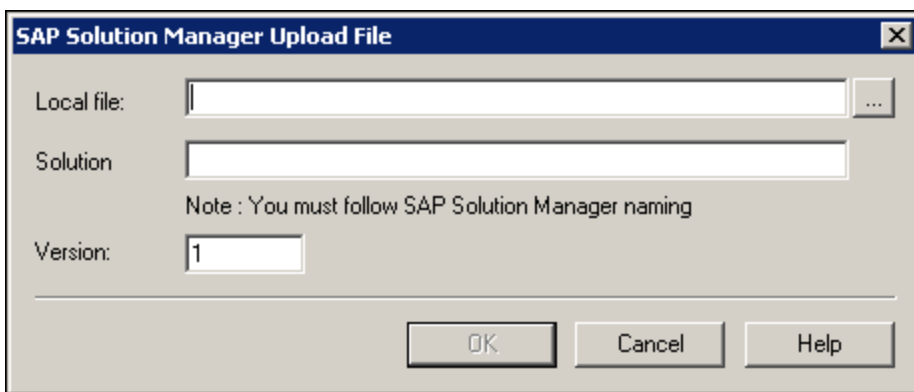 SAP Solution Manager Upload File
Local file:
...
Solution
Note : You must follow SAP Solution Manager naming
Version:
1
OK
Cancel
Help